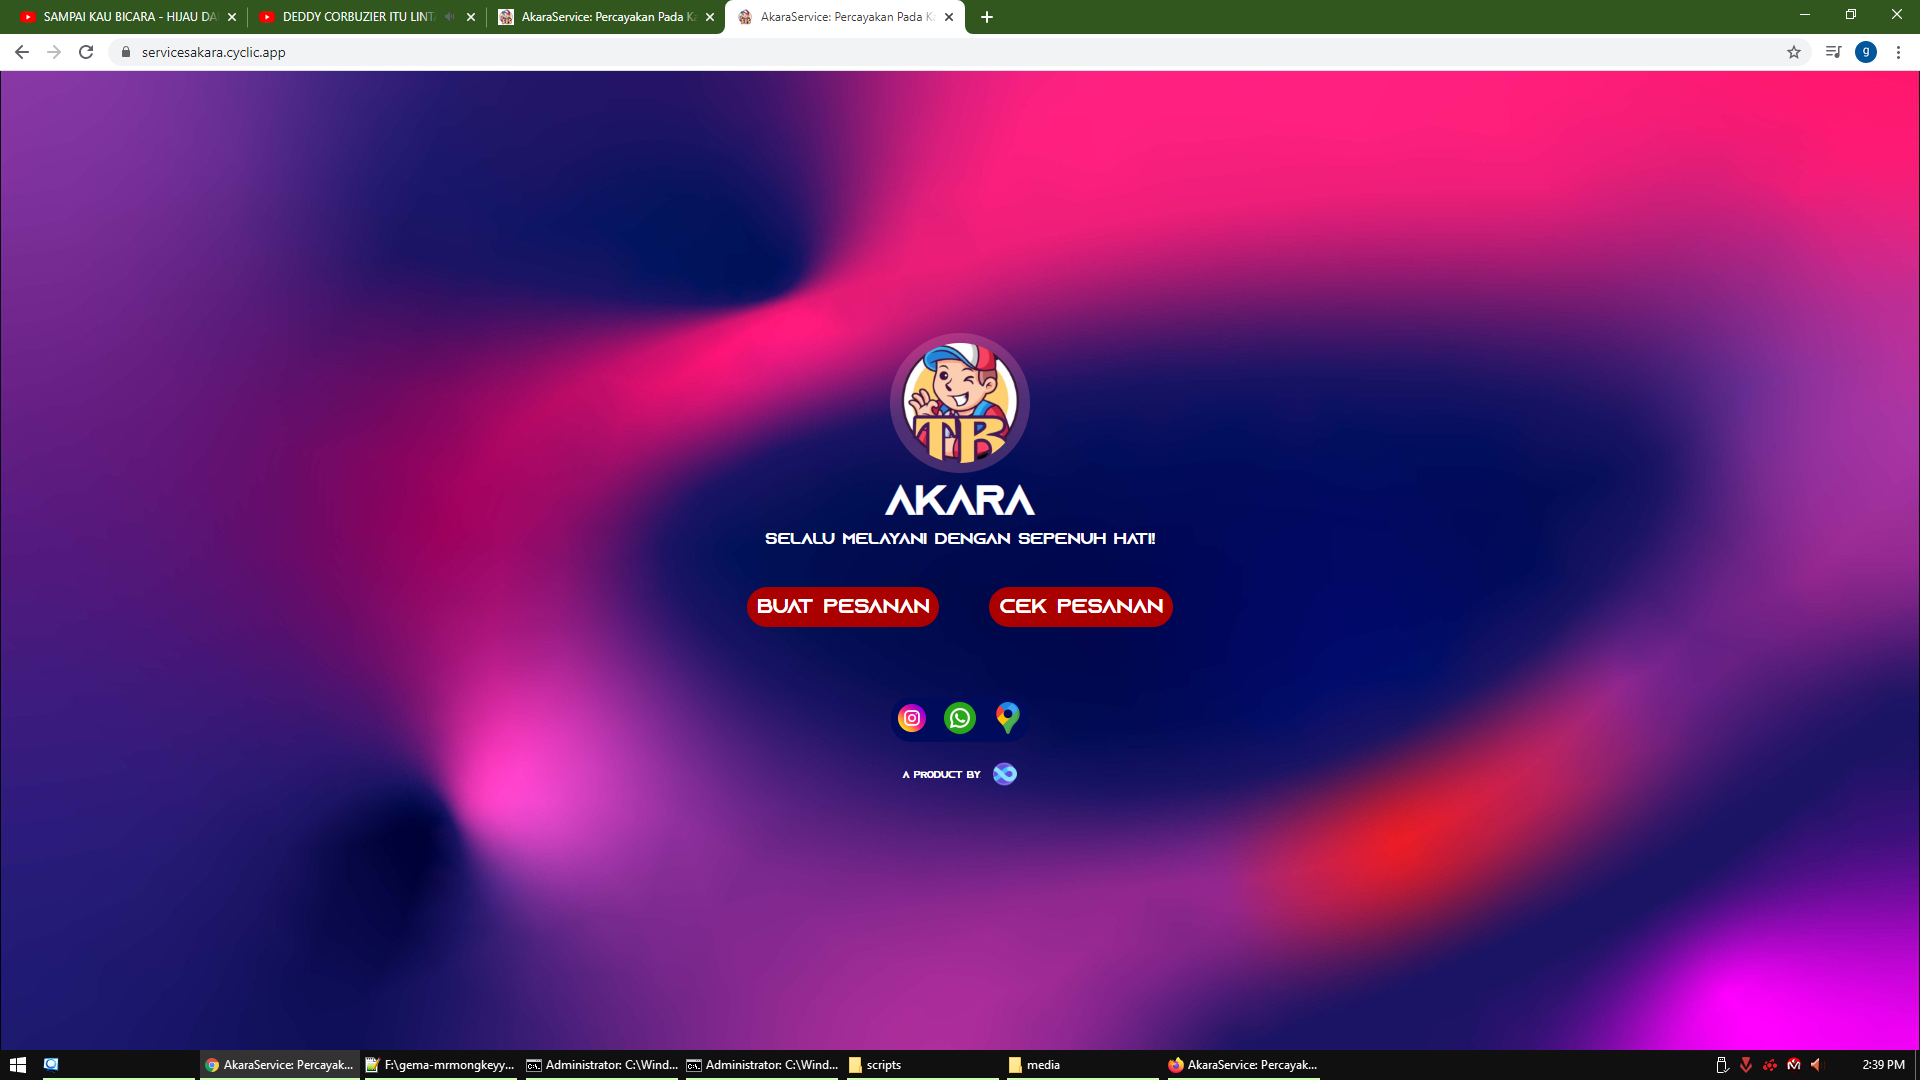 SAMPAI KAU BICARA - HIJAU DA
DEDDY CORBUZIER ITU LINT
AkaraService: Percayakan Pada K
AkaraService: Percayakan Pada K
servicesakara.cyclic.app
g
TB
AKARA
SELALU MELAYANI DENGAN SEPENUH HATI!
BUAT PESANAN
CEK PESANAN
A PRODUCT BY
AkaraService: Percayak...
F:\gema-mrmongkeyy...
Administrator: C:\Wind...
Administrator: C:\Wind...
scripts
media
AkaraService: Percayak...
2:39 PM